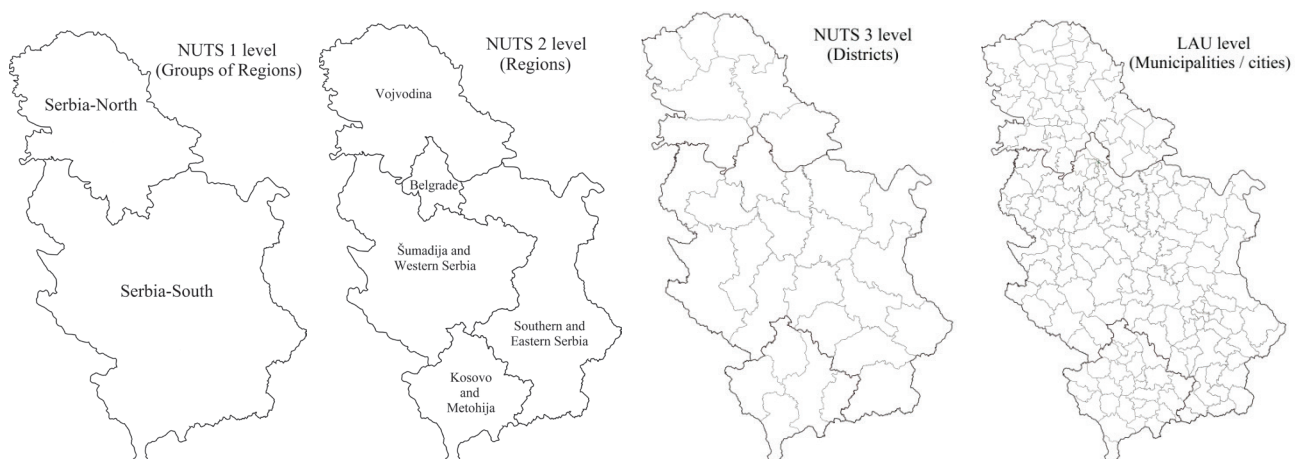 NUTS 1 level
(Groups of Regions)
Serbia-North
Serbia-South
NUTS 2 level
(Regions)
Vojvodina
Belgrade
Šumadija and
Western Serbia
Southern and
Eastern Serbia
Kosovo
and
Metohija
NUTS 3 level
(Districts)
LAU level
(Municipalities / cities)